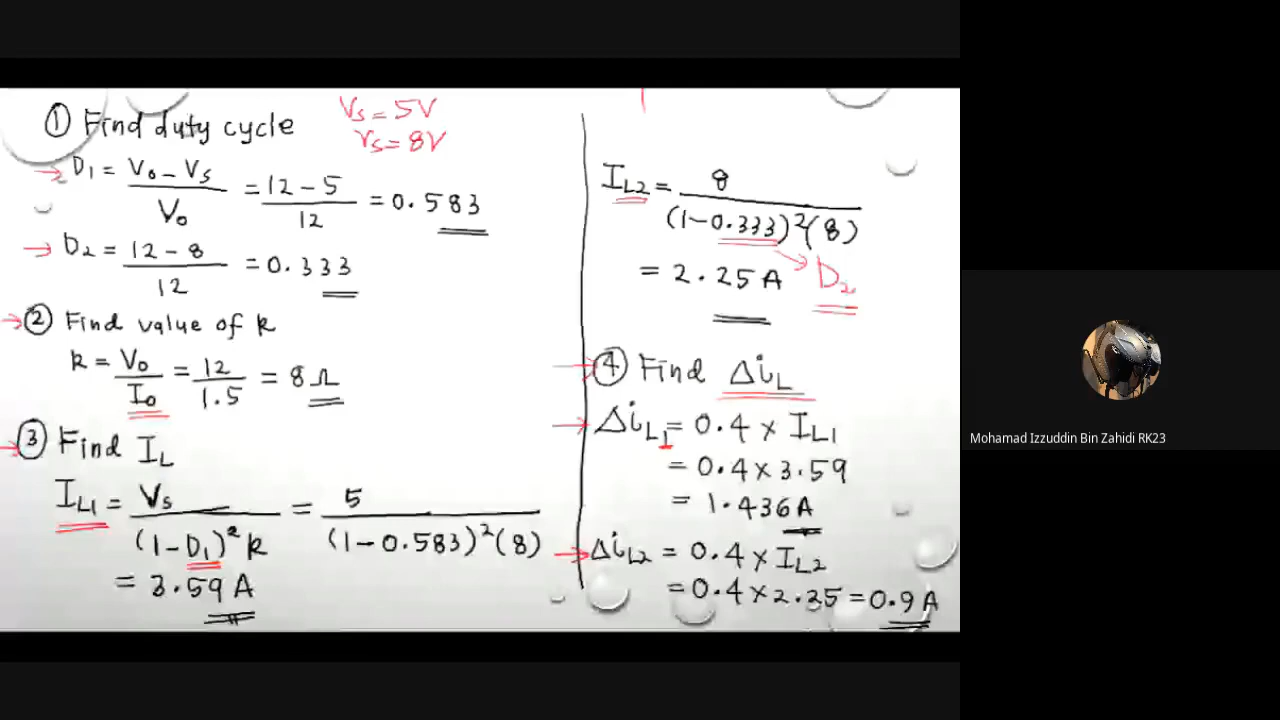 ① Find duty cycle
Vs = 5V
Vs = 8V
→ D1 = Vo - Vs / Vo = 12 - 5 / 12 = 0.583
→ D2 = 12 - 8 / 12 = 0.333
→ ② Find value of R
R = Vo / Io = 12 / 1.5 = 8 Ω
→ ③ Find IL
IL1 = Vs / (1 - D1)² R = 5 / (1 - 0.583)² (8)
= 3.59 A
IL2 = 8 / (1 - 0.333)² (8)
→ D2
= 2.25 A
→ ④ Find ΔiL
→ ΔiL1 = 0.4 × IL1
= 0.4 × 3.59
= 1.436 A
→ ΔiL2 = 0.4 × IL2
= 0.4 × 2.25 = 0.9 A
Mohamad Izzuddin Bin Zahidi RK23